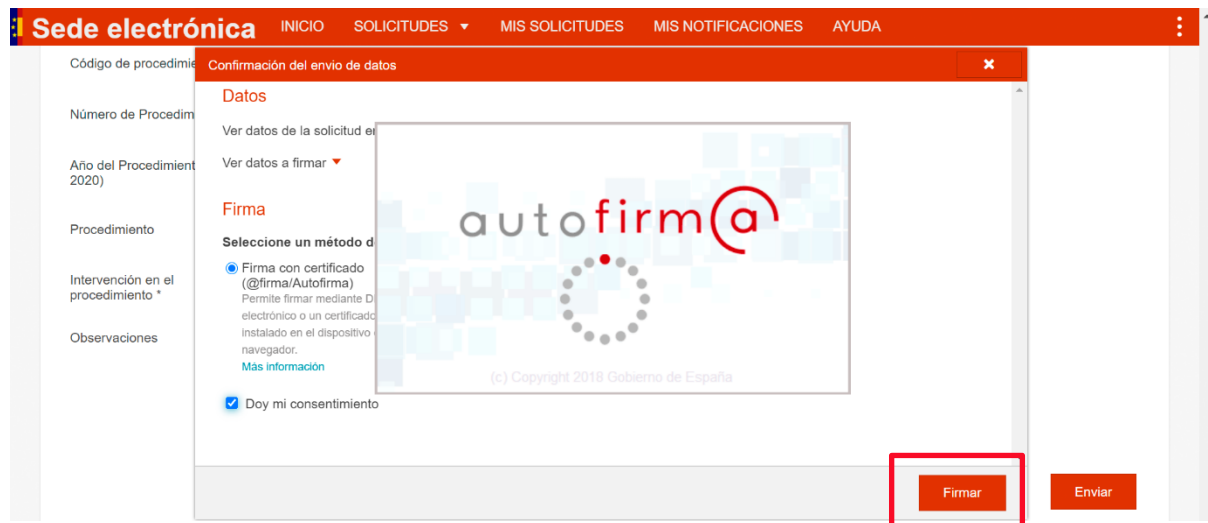 Sede electrónica INICIO SOLICITUDES MIS SOLICITUDES MIS NOTIFICACIONES AYUDA
Confirmación del envio de datos
Código de procedimie
Número de Procedim
Año del Procedimient
2020)
Procedimiento
Intervención en el
procedimiento *
Observaciones
Datos
Ver datos de la solicitud en
Ver datos a firmar
Firma
Seleccione un método d
Firma con certificado
(@firma/Autofirma)
Permite firmar mediante D
electrónico o un certificado
instalado en el dispositivo
navegador.
Más información
Doy mi consentimiento
autofirm@
(c) Copyright 2018 Gobierno de España
Firmar
Enviar